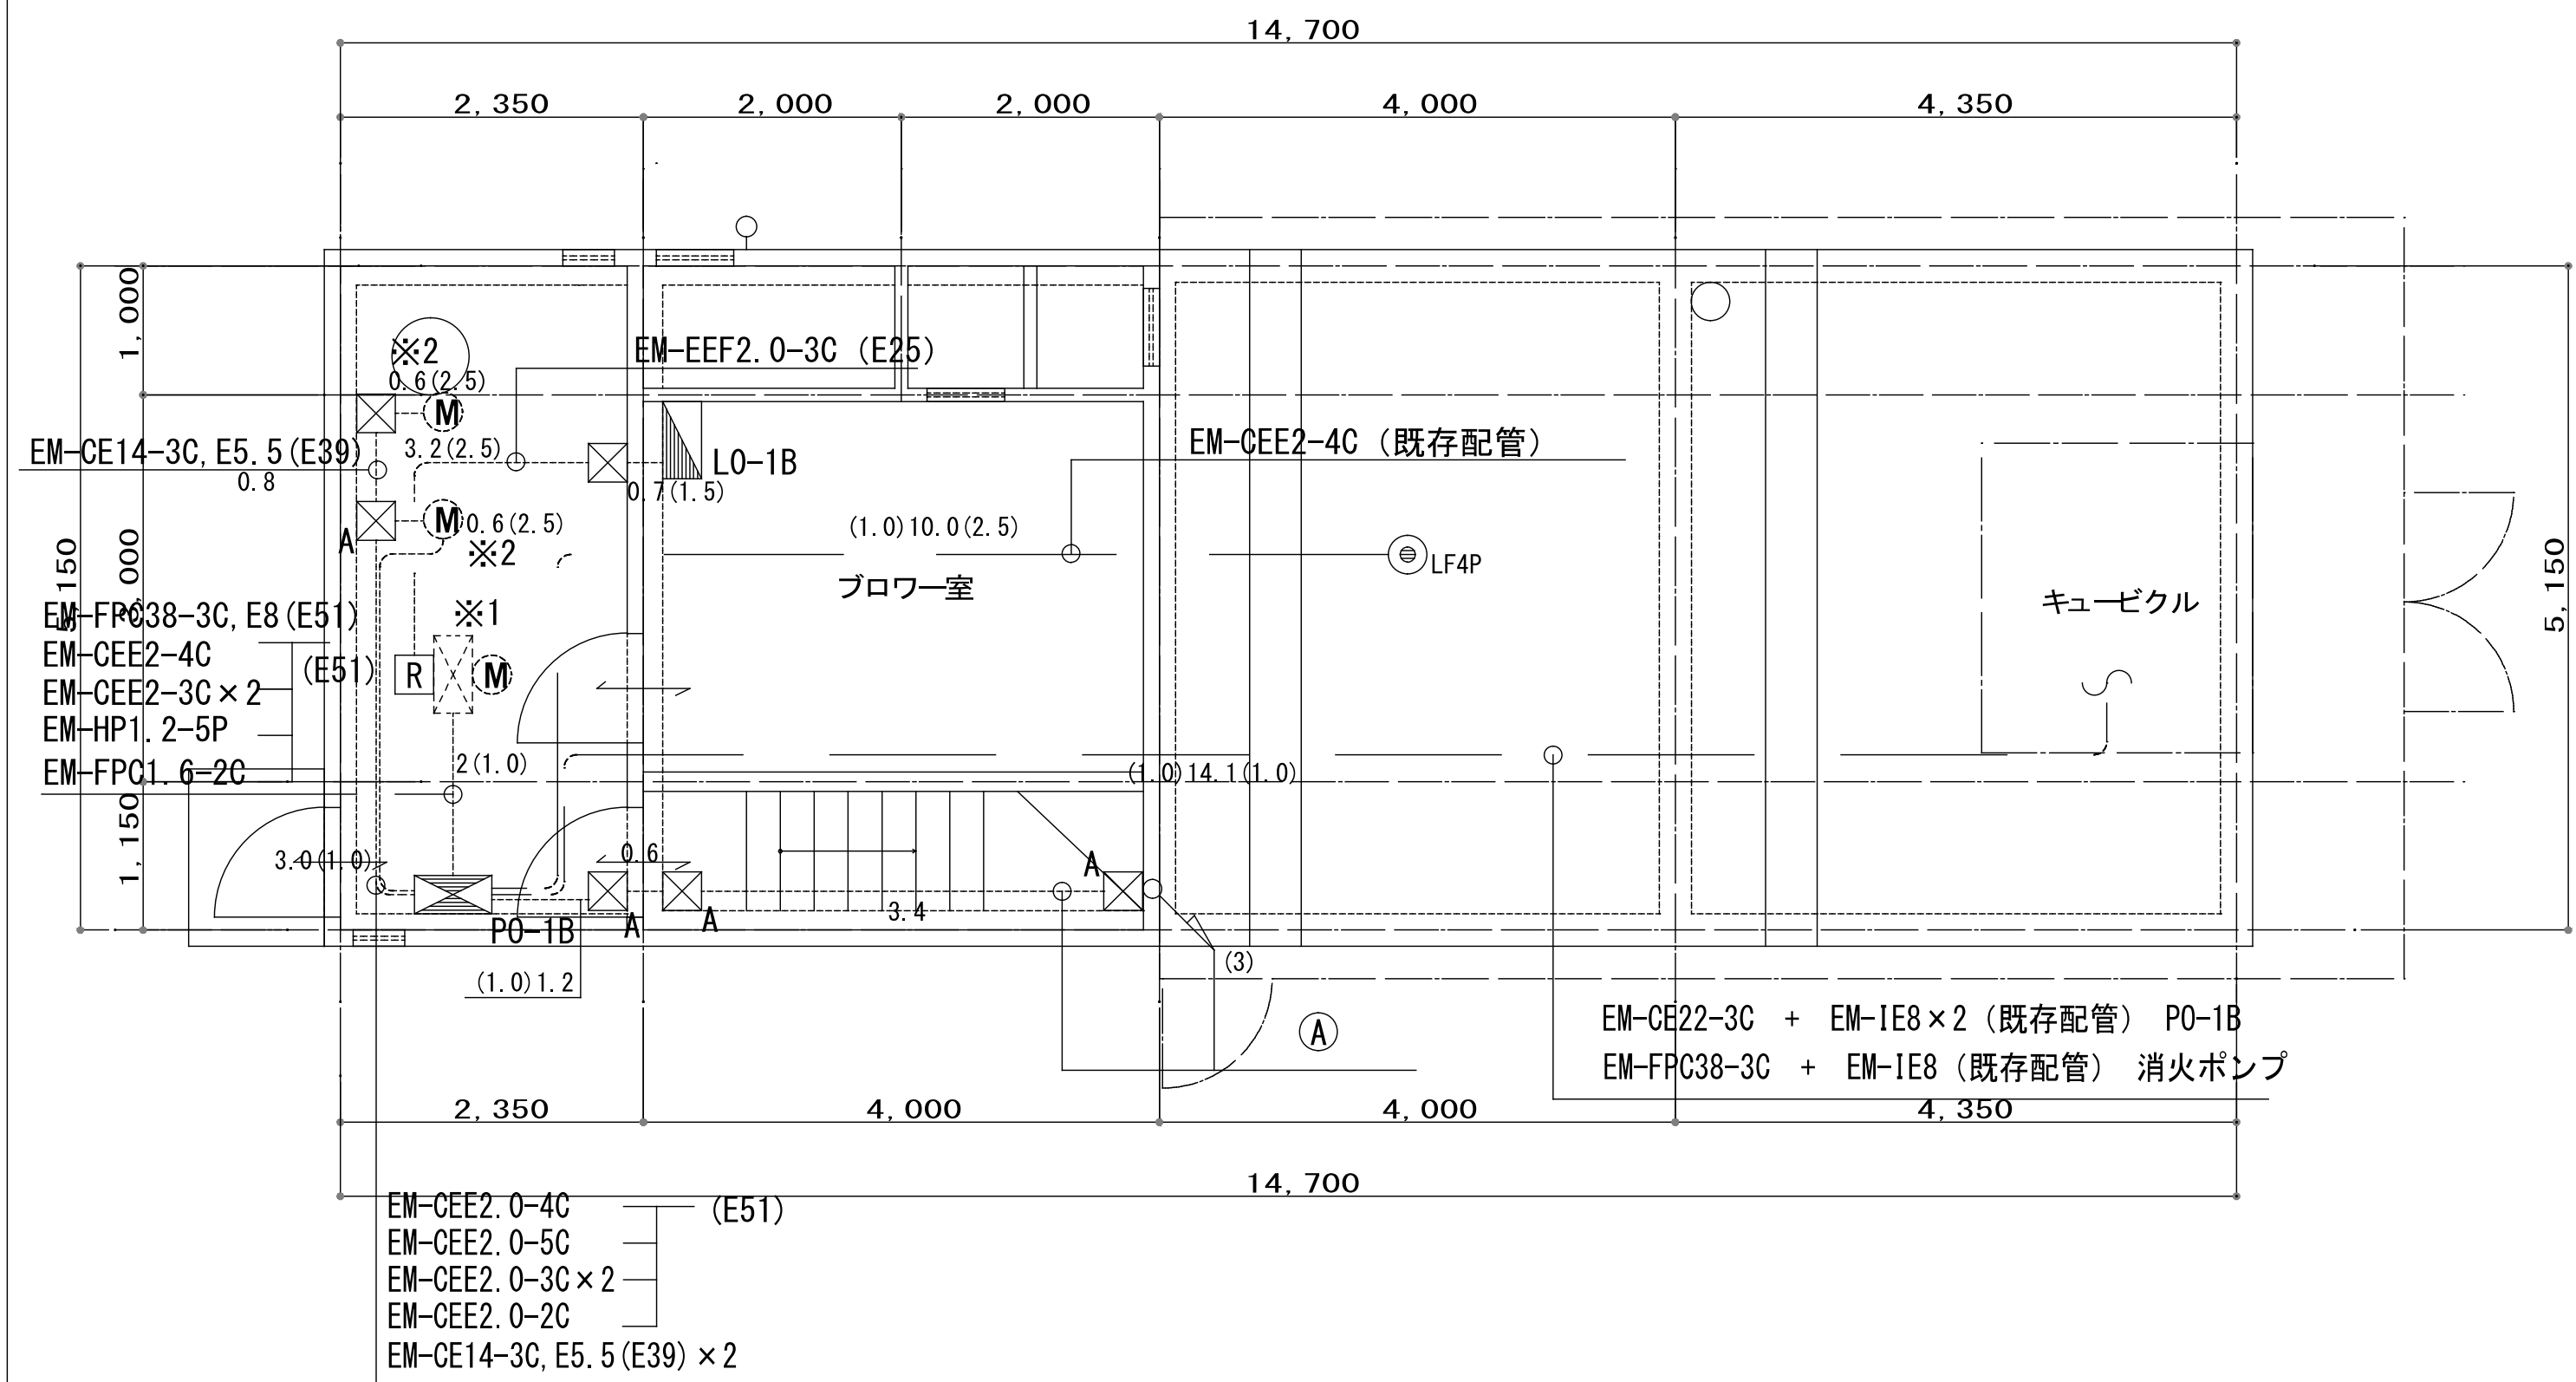 14,700
2,350
2,000
2,000
4,000
4,350
1,000
3,000
1,150
5,150
5,150
※2
0.6(2.5)
M
EM-EEF2.0-3C (E25)
EM-CE14-3C,E5.5(E39)
0.8
3.2(2.5)
LO-1B
0.7(1.5)
EM-CEE2-4C (既存配管)
A
M
0.6(2.5)
※2
(1.0)10.0(2.5)
LF4P
ブロワー室
キュービクル
EM-FPC38-3C,E8(E51)
EM-CEE2-4C
(E51)
EM-CEE2-3C×2
EM-HP1.2-5P
EM-FPC1.6-2C
※1
R
M
2(1.0)
(1.0)14.1(1.0)
3.0(1.0)
0.6
A
3.4
PO-1B
A
A
(1.0)1.2
(3)
A
EM-CE22-3C + EM-IE8×2 (既存配管) PO-1B
EM-FPC38-3C + EM-IE8 (既存配管) 消火ポンプ
2,350
4,000
4,000
4,350
14,700
EM-CEE2.0-4C
(E51)
EM-CEE2.0-5C
EM-CEE2.0-3C×2
EM-CEE2.0-2C
EM-CE14-3C,E5.5(E39)×2